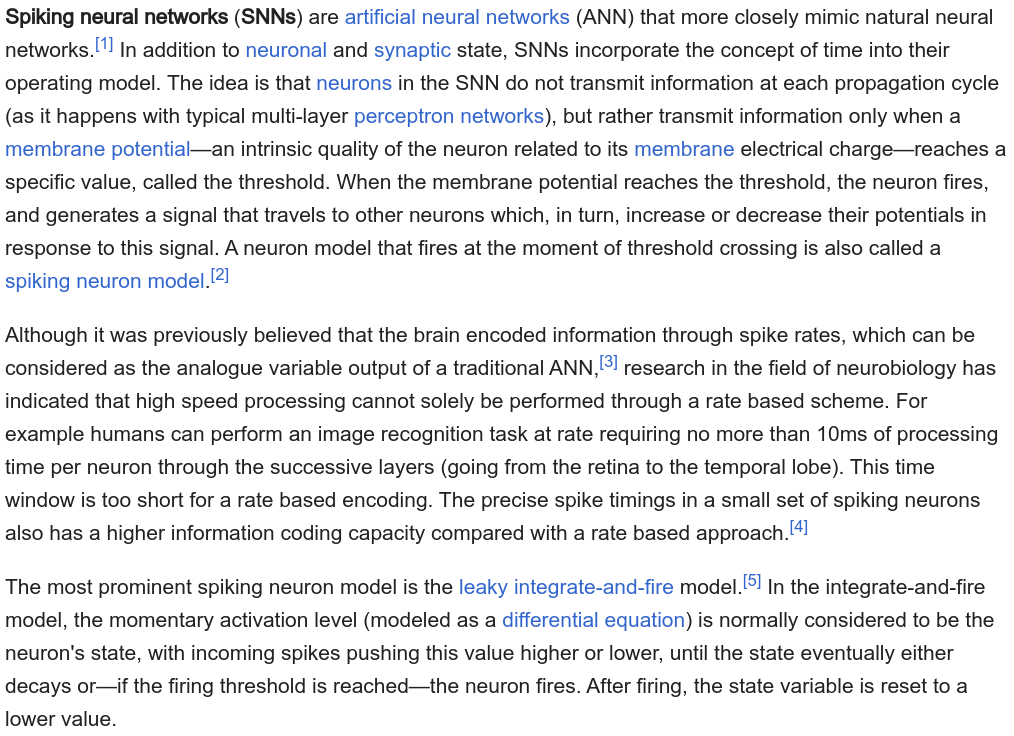 Spiking neural networks (SNNs) are artificial neural networks (ANN) that more closely mimic natural neural
networks.[1] In addition to neuronal and synaptic state, SNNs incorporate the concept of time into their
operating model. The idea is that neurons in the SNN do not transmit information at each propagation cycle
(as it happens with typical multi-layer perceptron networks), but rather transmit information only when a
membrane potential—an intrinsic quality of the neuron related to its membrane electrical charge—reaches a
specific value, called the threshold. When the membrane potential reaches the threshold, the neuron fires,
and generates a signal that travels to other neurons which, in turn, increase or decrease their potentials in
response to this signal. A neuron model that fires at the moment of threshold crossing is also called a
spiking neuron model.[2]
Although it was previously believed that the brain encoded information through spike rates, which can be
considered as the analogue variable output of a traditional ANN,[3] research in the field of neurobiology has
indicated that high speed processing cannot solely be performed through a rate based scheme. For
example humans can perform an image recognition task at rate requiring no more than 10ms of processing
time per neuron through the successive layers (going from the retina to the temporal lobe). This time
window is too short for a rate based encoding. The precise spike timings in a small set of spiking neurons
also has a higher information coding capacity compared with a rate based approach.[4]
The most prominent spiking neuron model is the leaky integrate-and-fire model.[5] In the integrate-and-fire
model, the momentary activation level (modeled as a differential equation) is normally considered to be the
neuron's state, with incoming spikes pushing this value higher or lower, until the state eventually either
decays or—if the firing threshold is reached—the neuron fires. After firing, the state variable is reset to a
lower value.